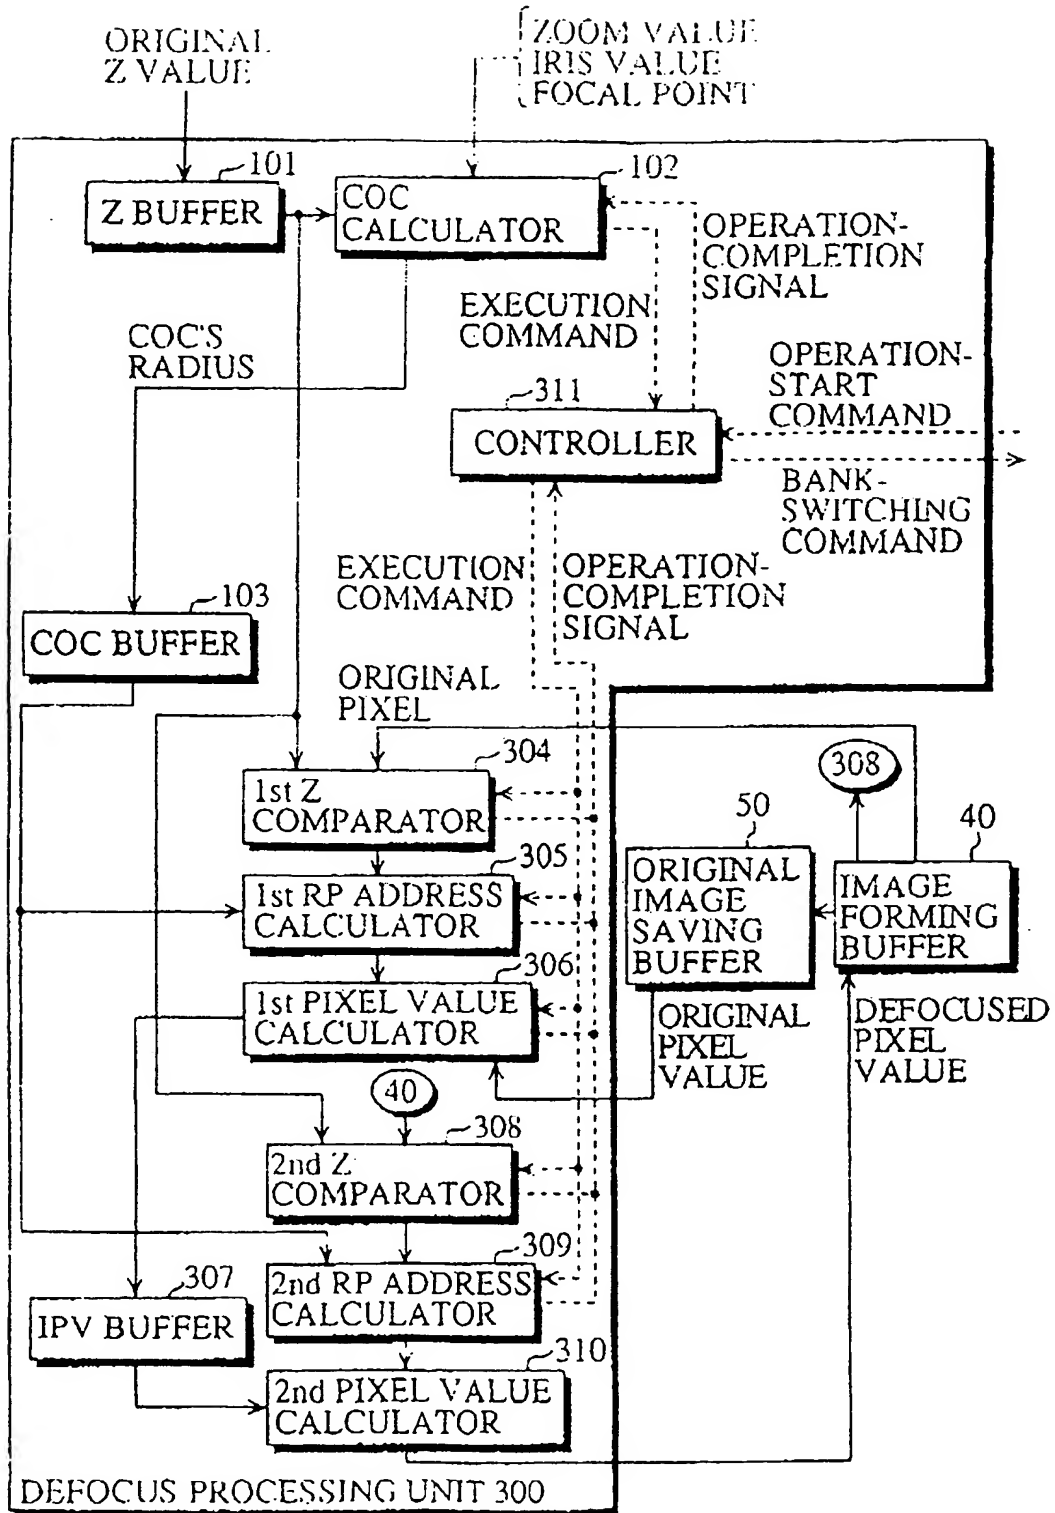 ORIGINAL
Z VALUE
ZOOM VALUE
IRIS VALUE
FOCAL POINT
101
Z BUFFER
102
COC
CALCULATOR
OPERATION-
COMPLETION
SIGNAL
EXECUTION
COMMAND
COC'S
RADIUS
OPERATION-
START
COMMAND
311
CONTROLLER
BANK-
SWITCHING
COMMAND
EXECUTION
COMMAND
OPERATION-
COMPLETION
SIGNAL
103
COC BUFFER
ORIGINAL
PIXEL
304
1st Z
COMPARATOR
308
50
ORIGINAL
IMAGE
SAVING
BUFFER
40
IMAGE
FORMING
BUFFER
305
1st RP ADDRESS
CALCULATOR
306
1st PIXEL VALUE
CALCULATOR
ORIGINAL
PIXEL
VALUE
DEFOCUSED
PIXEL
VALUE
40
308
2nd Z
COMPARATOR
309
2nd RP ADDRESS
CALCULATOR
307
IPV BUFFER
310
2nd PIXEL VALUE
CALCULATOR
DEFOCUS PROCESSING UNIT 300